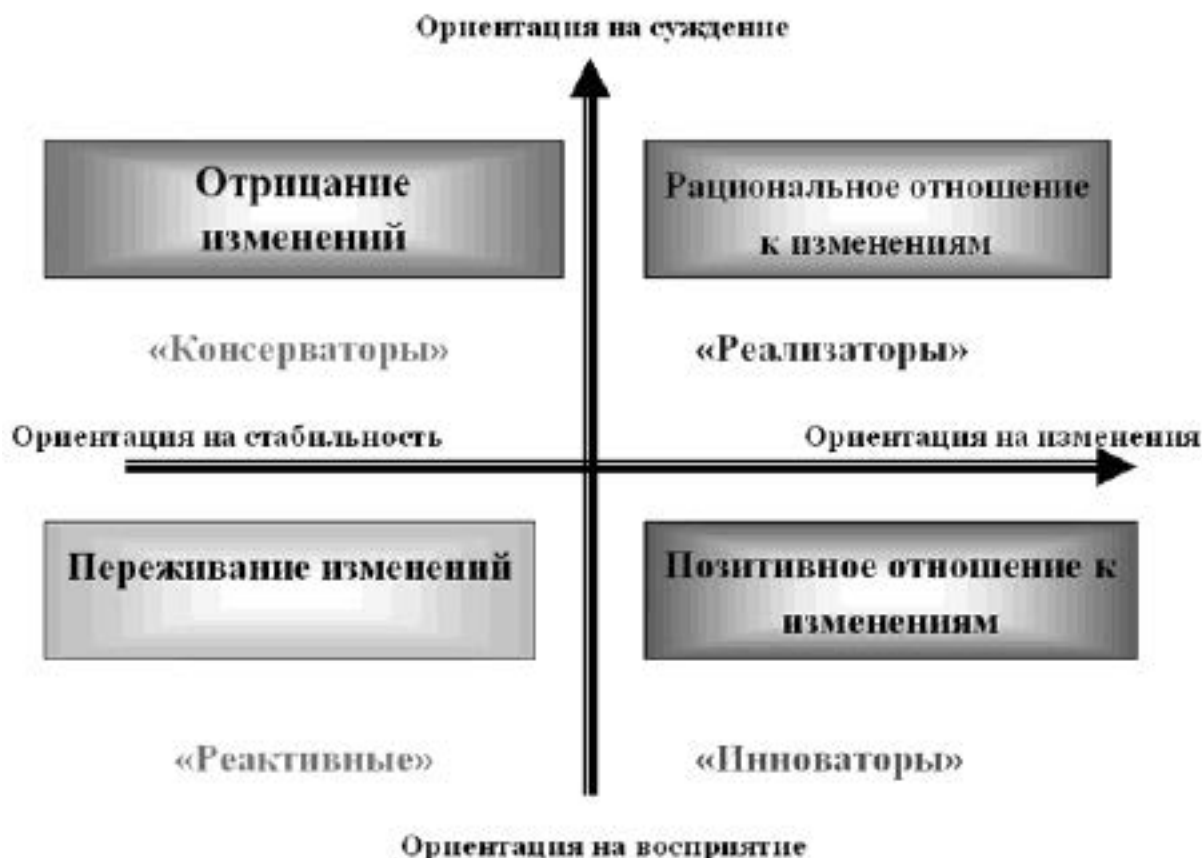 Ориентация на суждение
Отрицание
изменений
Рациональное отношение
к изменениям
«Консерваторы»
«Реализаторы»
Ориентация на стабильность
Ориентация на изменения
Переживание изменений
Позитивное отношение к
изменениям
«Реактивные»
«Инноваторы»
Ориентация на восприятие